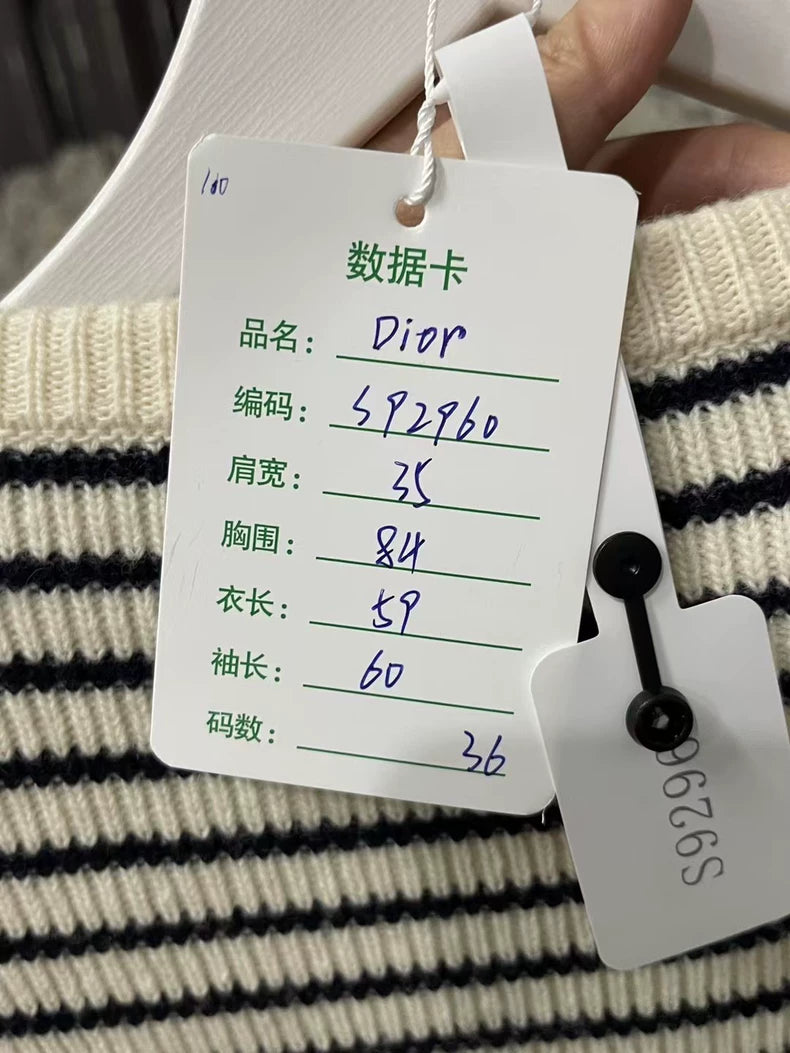 100
数据卡
品名： Dior
编码： S92960
肩宽： 35
胸围： 84
衣长： 59
袖长： 60
码数： 36
S9296